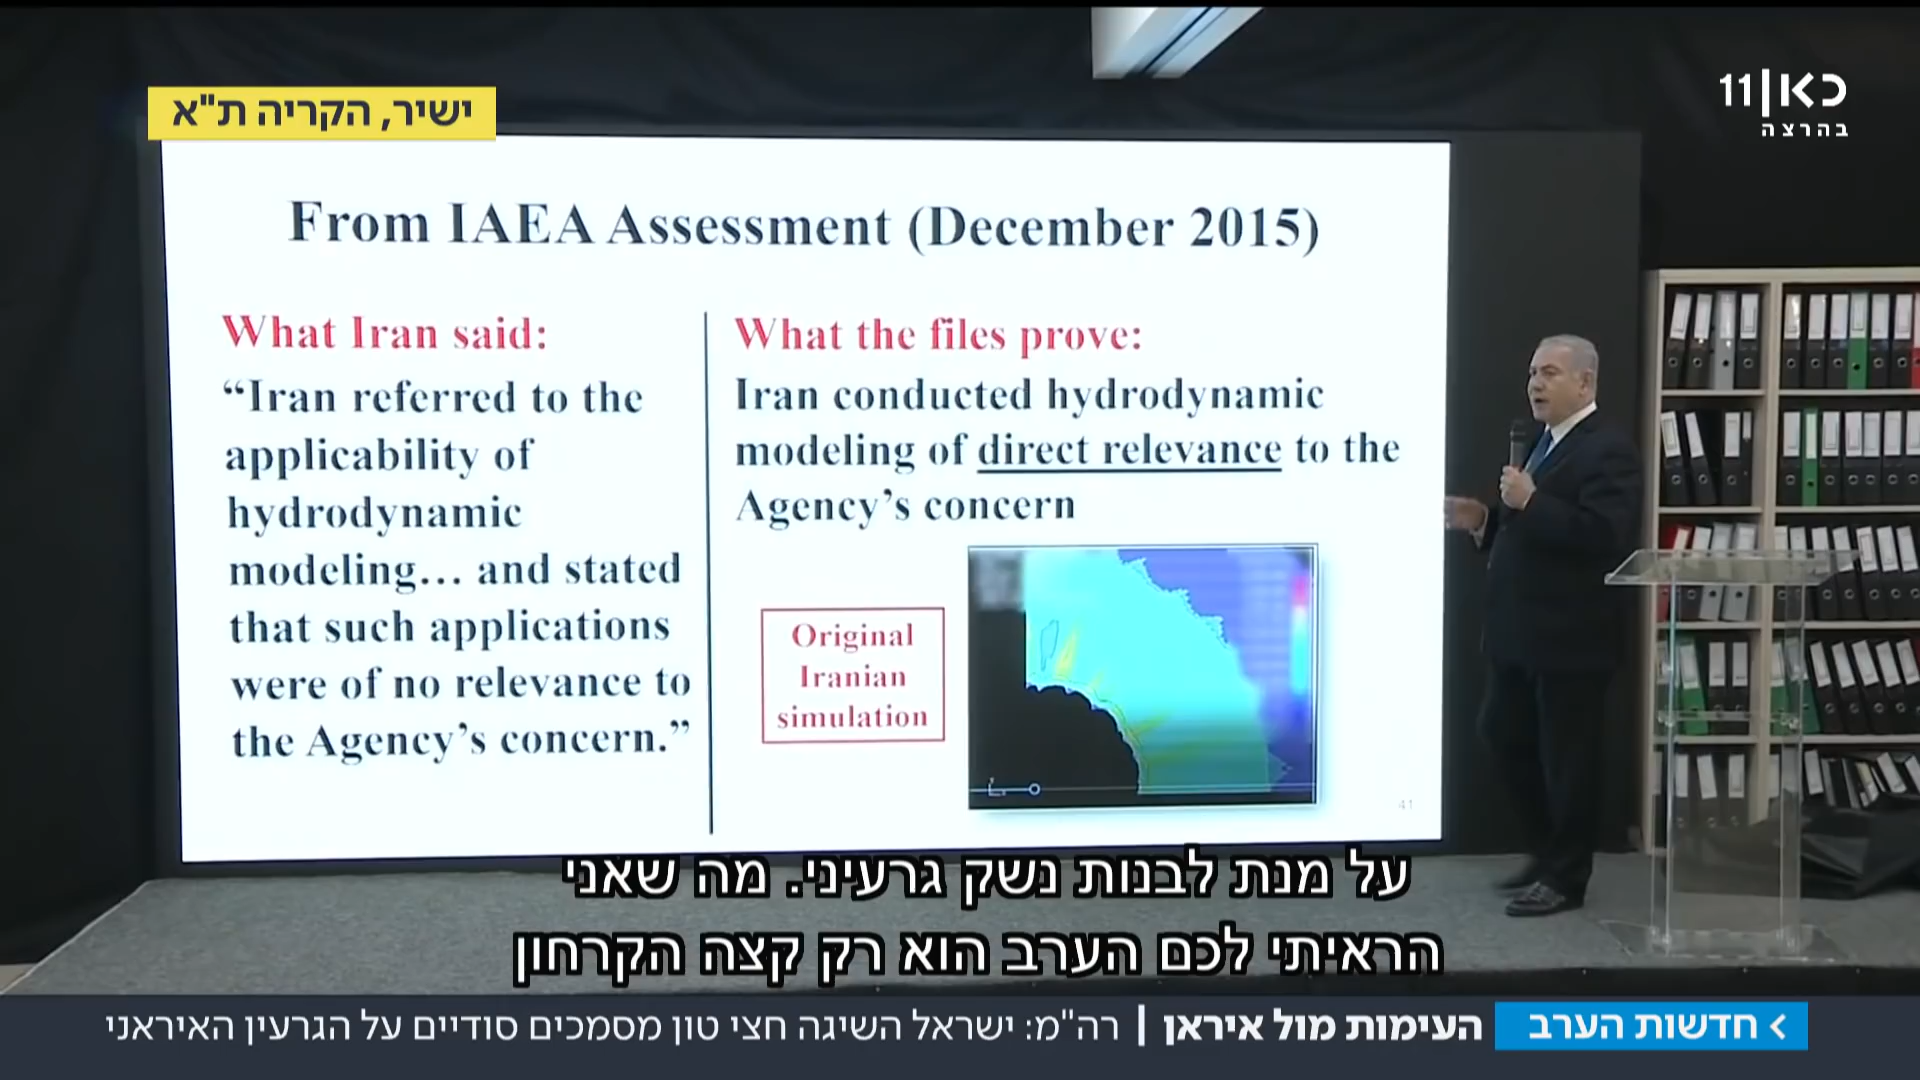 ישיר, הקריה ת"א
כאן 11
בהרצה
From IAEA Assessment (December 2015)
What Iran said:
“Iran referred to the
applicability of
hydrodynamic
modeling… and stated
that such applications
were of no relevance to
the Agency’s concern.”
What the files prove:
Iran conducted hydrodynamic
modeling of direct relevance to the
Agency’s concern
Original
Iranian
simulation
41
על מנת לבנות נשק גרעיני. מה שאני
הראיתי לכם הערב הוא רק קצה הקרחון
חדשות הערב
העימות מול איראן | רה"מ: ישראל השיגה חצי טון מסמכים סודיים על הגרעין האיראני